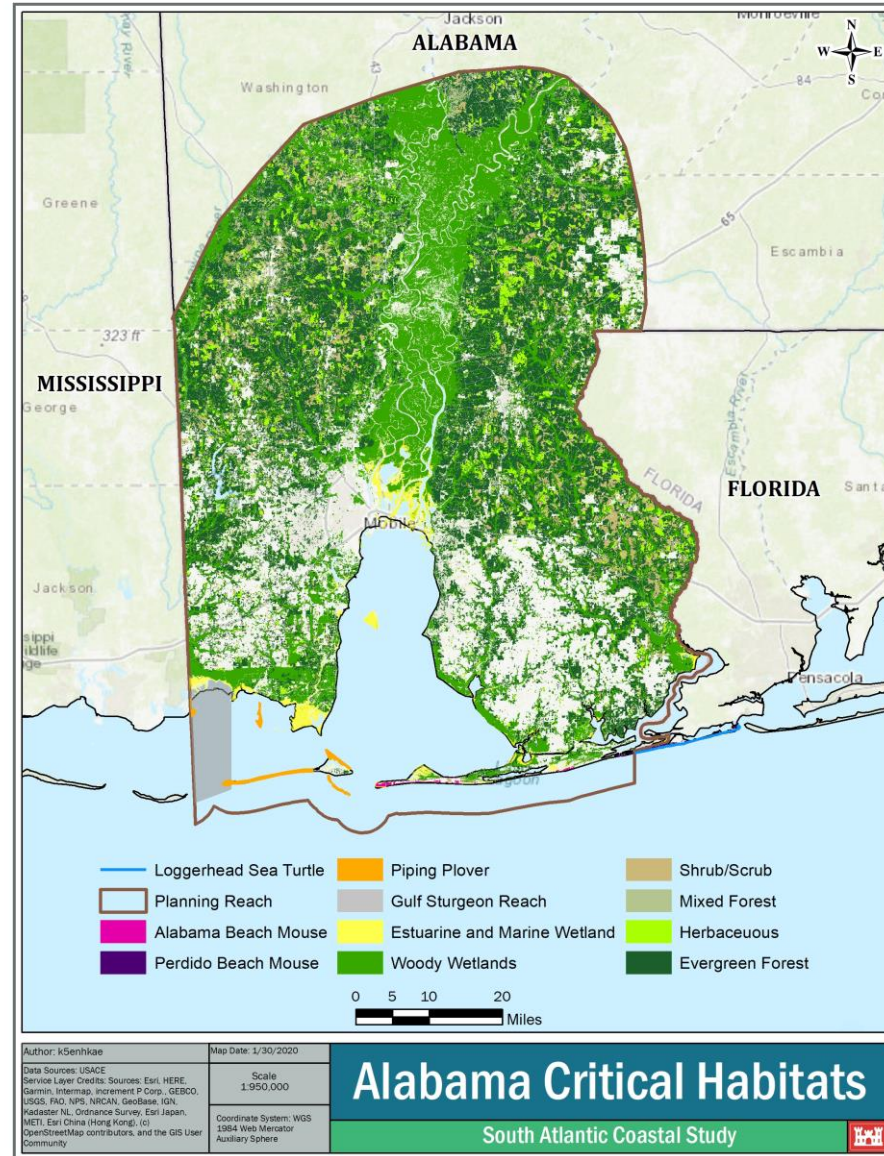 Jackson
Monroeville
ALABAMA
N
W E
S
Washington
43
84
Greene
65
Escambia
323 ft
MISSISSIPPI
George
Escambia River
FLORIDA
FLORIDA
Santa
Mobile
Jackson
Pensacola
Lagoon
Loggerhead Sea Turtle
Planning Reach
Alabama Beach Mouse
Perdido Beach Mouse
Piping Plover
Gulf Sturgeon Reach
Estuarine and Marine Wetland
Woody Wetlands
Shrub/Scrub
Mixed Forest
Herbaceuous
Evergreen Forest
0 5 10 20
Miles
Author: k5enhkae
Data Sources: USACE
Service Layer Credits: Sources: Esri, HERE,
Garmin, Intermap, increment P Corp., GEBCO,
USGS, FAO, NPS, NRCAN, GeoBase, IGN,
Kadaster NL, Ordnance Survey, Esri Japan,
METI, Esri China (Hong Kong), (c)
OpenStreetMap contributors, and the GIS User
Community
Map Date: 1/30/2020
Scale
1:950,000
Coordinate System: WGS
1984 Web Mercator
Auxiliary Sphere
Alabama Critical Habitats
South Atlantic Coastal Study